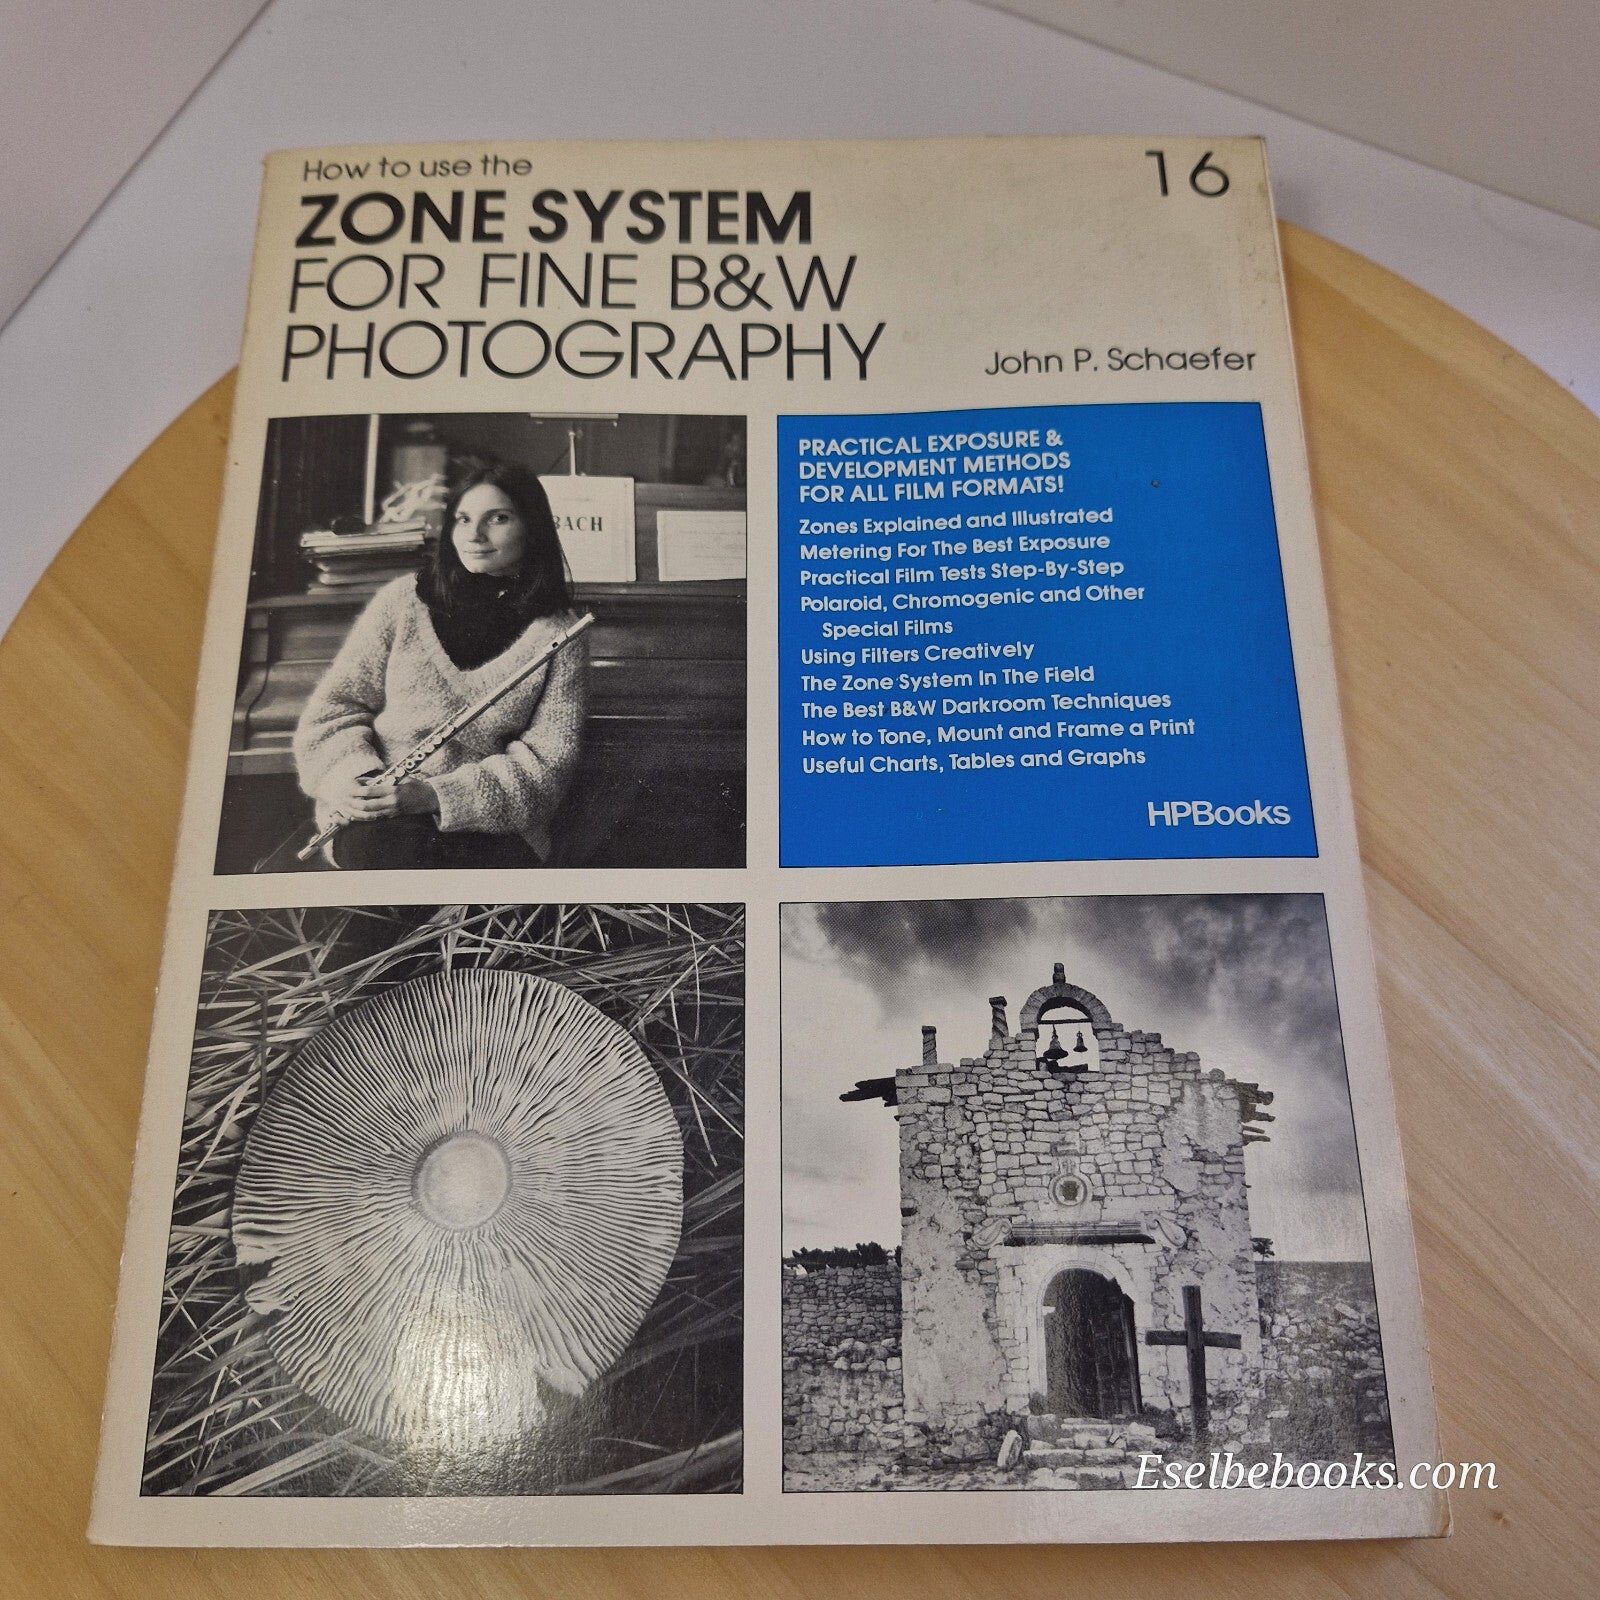 How to use the
16
ZONE SYSTEM
FOR FINE B&W
PHOTOGRAPHY
John P. Schaefer
BACH
PRACTICAL EXPOSURE &
DEVELOPMENT METHODS
FOR ALL FILM FORMATS!
Zones Explained and Illustrated
Metering For The Best Exposure
Practical Film Tests Step-By-Step
Polaroid, Chromogenic and Other
Special Films
Using Filters Creatively
The Zone System In The Field
The Best B&W Darkroom Techniques
How to Tone, Mount and Frame a Print
Useful Charts, Tables and Graphs
HPBooks
Eselbebooks.com